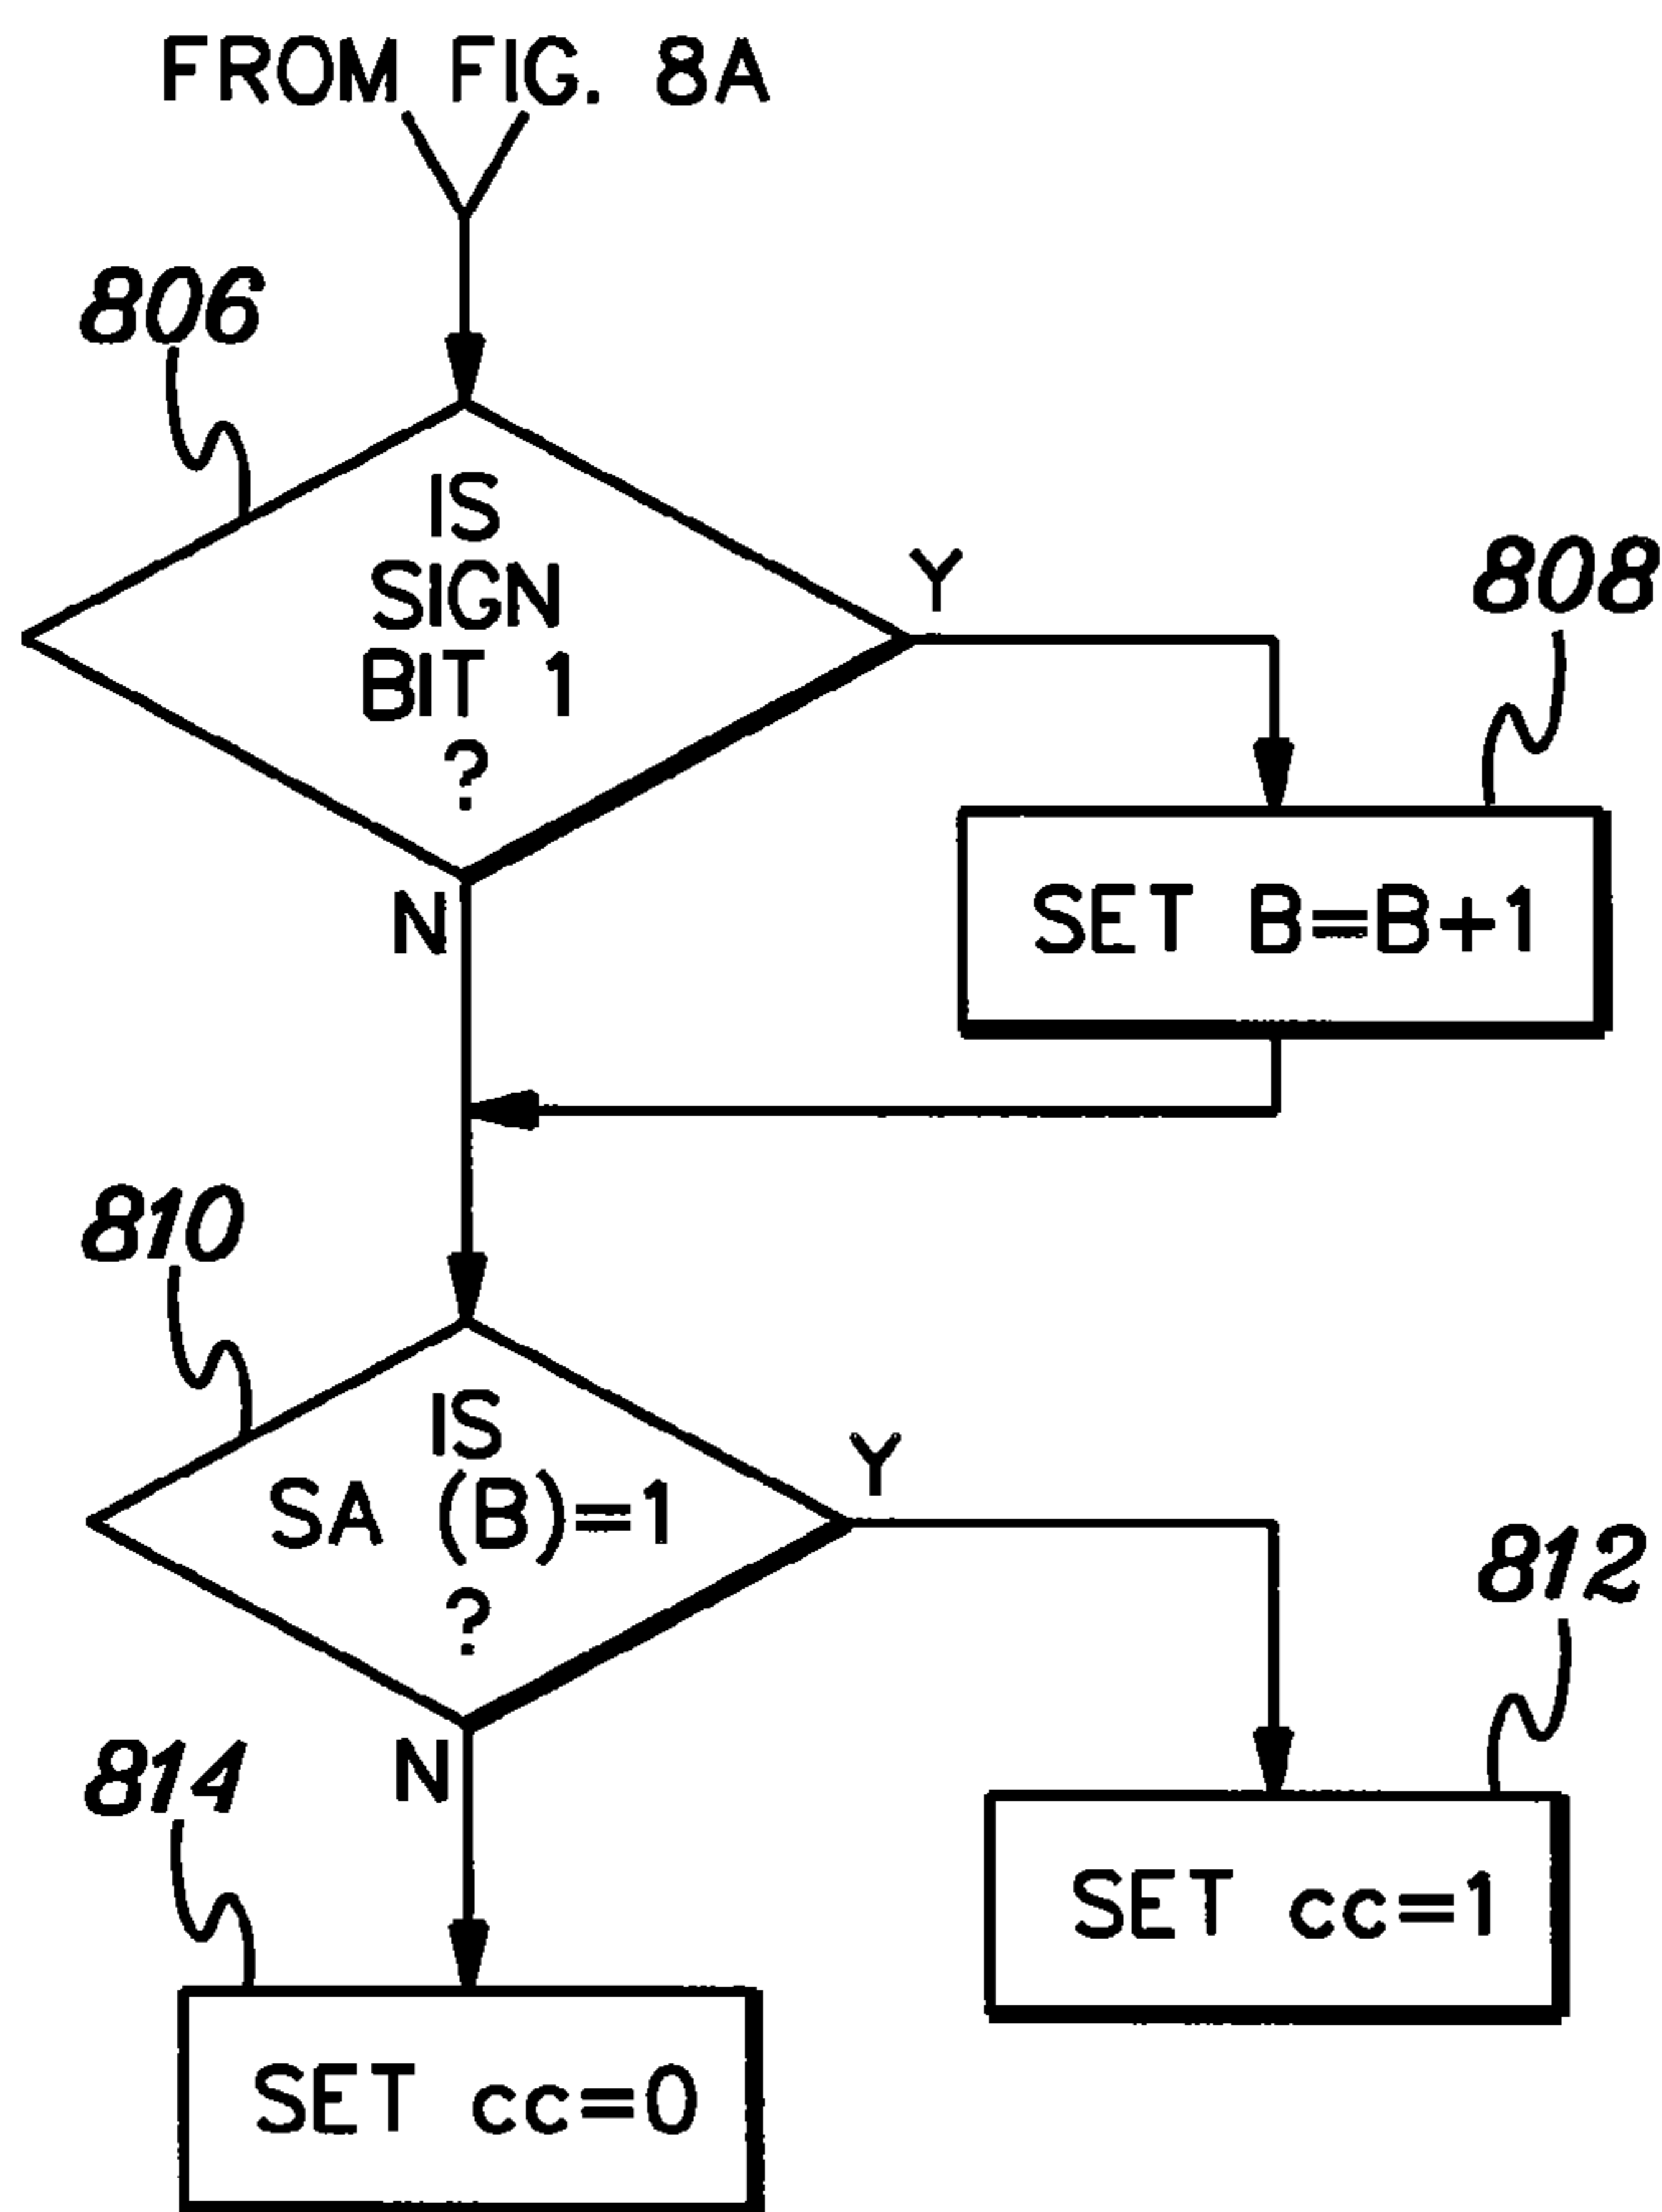 FROM FIG. 8A
806
IS
SIGN
BIT 1
?
Y
808
SET B=B+1
N
810
IS
SA (B)=1
?
Y
812
SET cc=1
N
814
SET cc=0